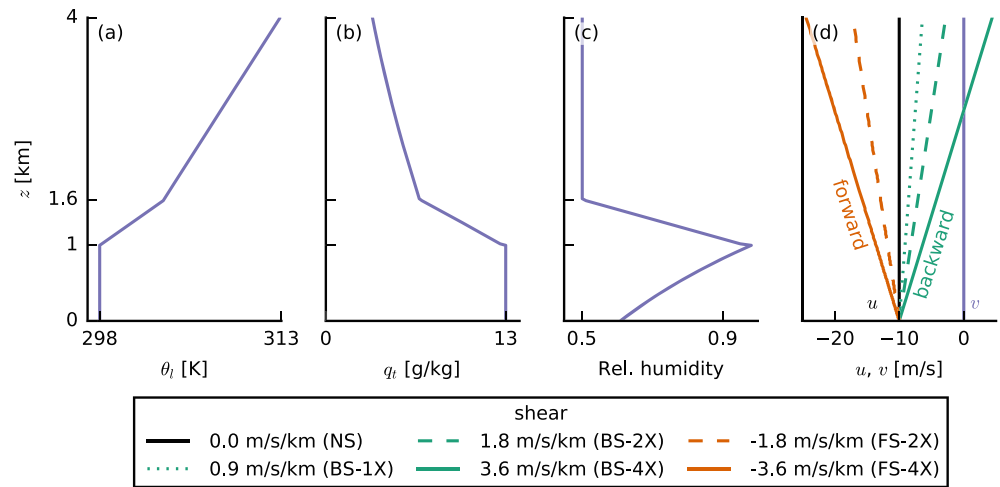 (a) (b) (c) (d)
4
1.6
1
0
z [km]
298 313
θl [K]
0 13
qt [g/kg]
0.5 0.9
Rel. humidity
forward
backward
u
v
−20 −10 0
u, v [m/s]
shear
0.0 m/s/km (NS) 1.8 m/s/km (BS-2X) -1.8 m/s/km (FS-2X)
0.9 m/s/km (BS-1X) 3.6 m/s/km (BS-4X) -3.6 m/s/km (FS-4X)